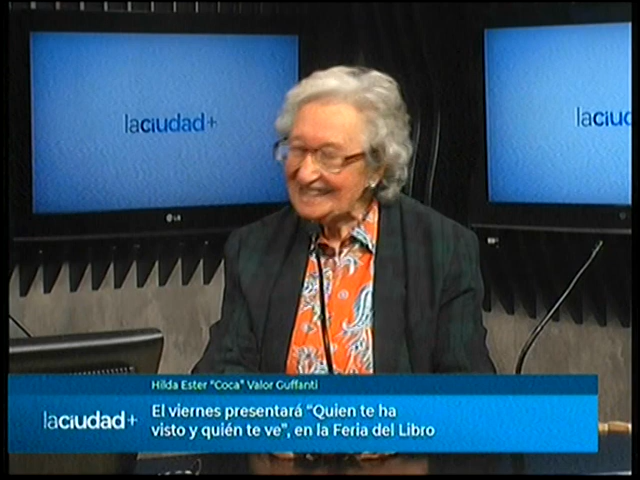 laciudad+
laciu
LG
Hilda Ester "Coca" Valor Guffanti
laciudad+
El viernes presentará "Quien te ha
visto y quién te ve", en la Feria del Libro